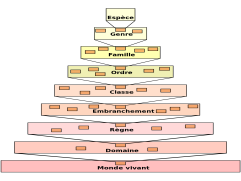 Espèce
Genre
Famille
Ordre
Classe
Embranchement
Règne
Domaine
Monde vivant